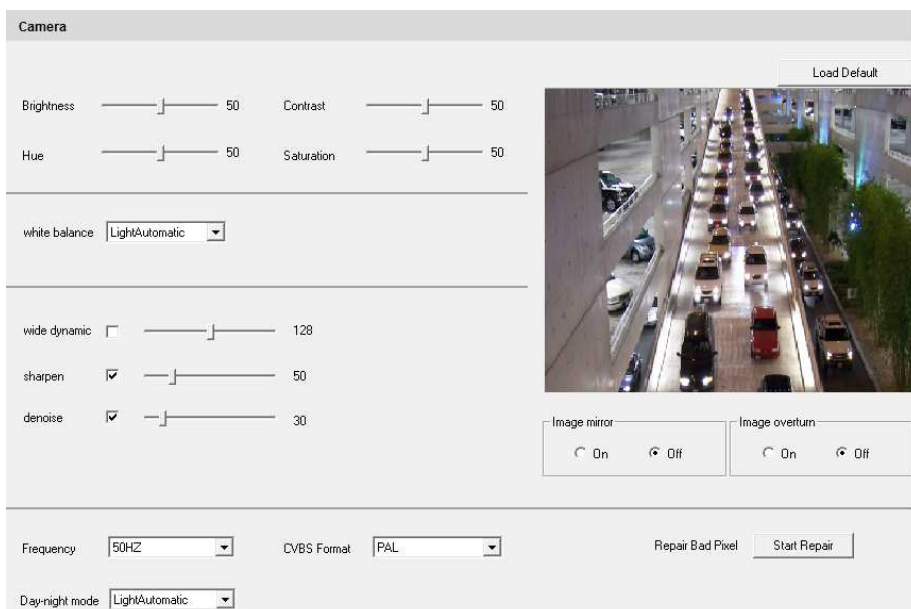 Camera
Load Default
Brightness 50 Contrast 50
Hue 50 Saturation 50
white balance LightAutomatic
wide dynamic 128
sharpen 50
denoise 30
Image mirror Image overturn
On Off On Off
Frequency 50HZ CVBS Format PAL Repair Bad Pixel Start Repair
Day-night mode LightAutomatic